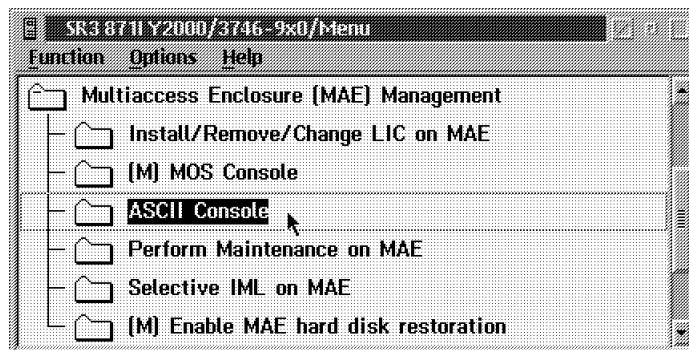 SR3 871I Y2000/3746-9x0/Menu
Function Options Help
Multiaccess Enclosure (MAE) Management
Install/Remove/Change LIC on MAE
(M) MOS Console
ASCII Console
Perform Maintenance on MAE
Selective IML on MAE
(M) Enable MAE hard disk restoration